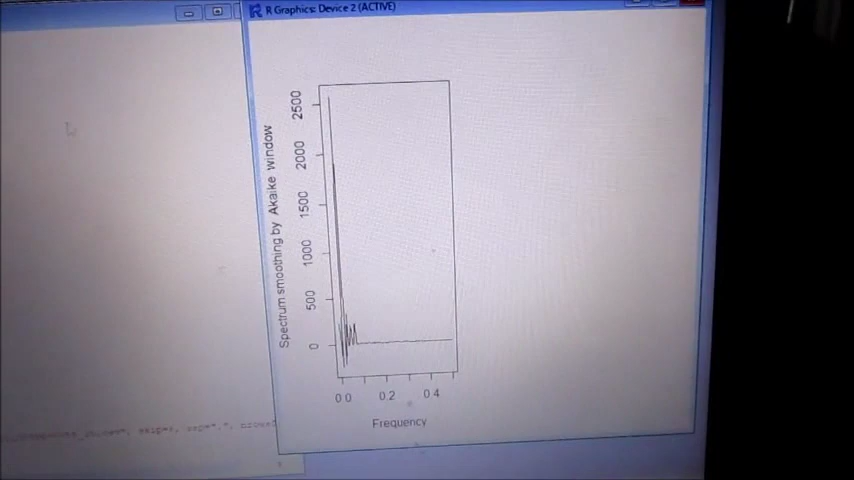 R Graphics: Device 2 (ACTIVE)
Spectrum smoothing by Akaike window
2500
2000
1500
1000
500
0
0.0 0.2 0.4
Frequency